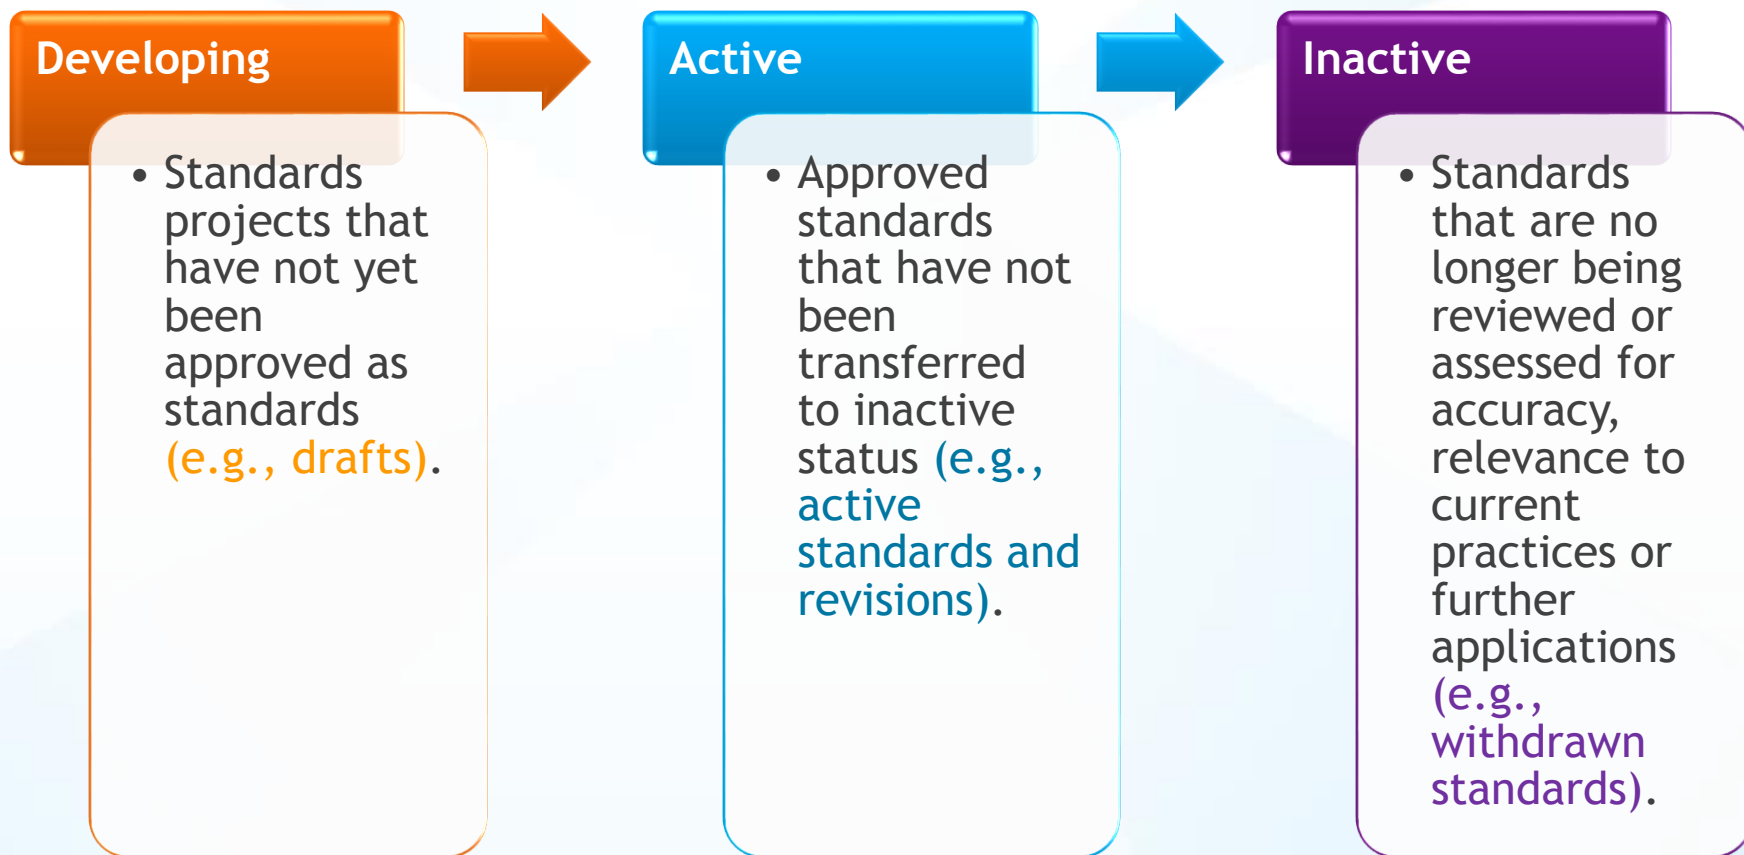 Developing
• Standards
projects that
have not yet
been
approved as
standards
(e.g., drafts).
Active
• Approved
standards
that have not
been
transferred
to inactive
status (e.g.,
active
standards and
revisions).
Inactive
• Standards
that are no
longer being
reviewed or
assessed for
accuracy,
relevance to
current
practices or
further
applications
(e.g.,
withdrawn
standards).